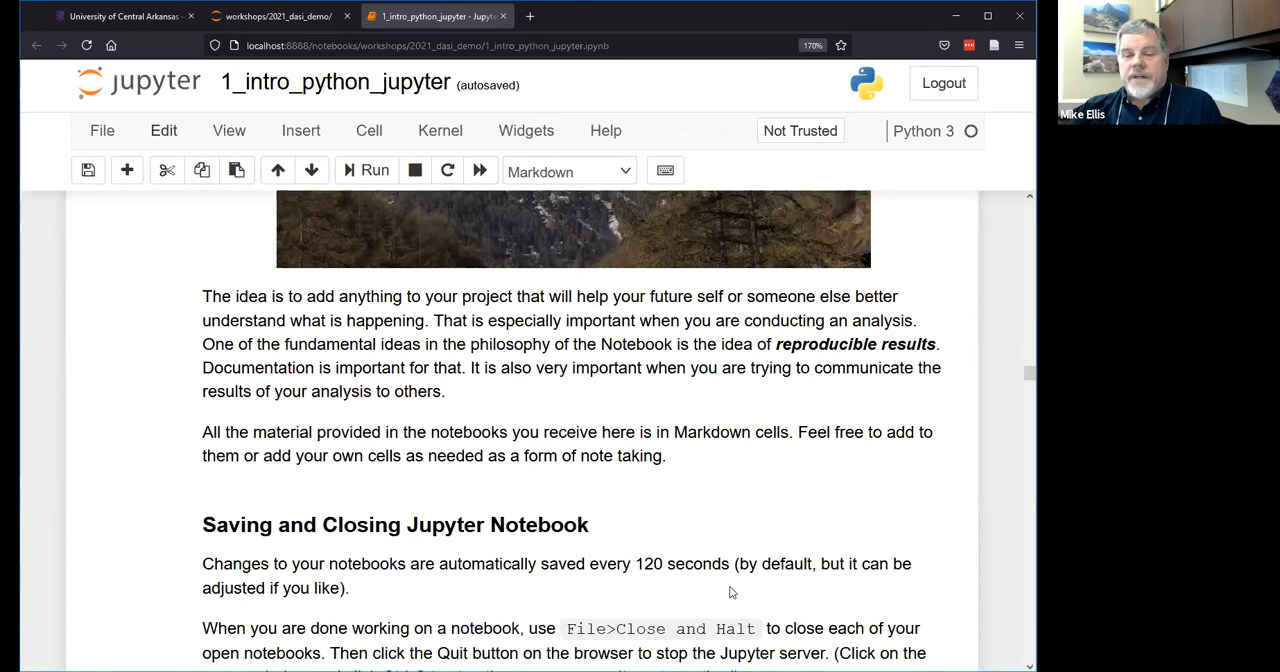 University of Central Arkansas -
workshops/2021_dasi_demo/
1_intro_python_jupyter - Jupyte
localhost:8888/notebooks/workshops/2021_dasi_demo/1_intro_python_jupyter.ipynb
170%
Mike Ellis
jupyter 1_intro_python_jupyter (autosaved)
Logout
File Edit View Insert Cell Kernel Widgets Help
Not Trusted
Python 3
Run
Markdown
The idea is to add anything to your project that will help your future self or someone else better
understand what is happening. That is especially important when you are conducting an analysis.
One of the fundamental ideas in the philosophy of the Notebook is the idea of reproducible results.
Documentation is important for that. It is also very important when you are trying to communicate the
results of your analysis to others.
All the material provided in the notebooks you receive here is in Markdown cells. Feel free to add to
them or add your own cells as needed as a form of note taking.
Saving and Closing Jupyter Notebook
Changes to your notebooks are automatically saved every 120 seconds (by default, but it can be
adjusted if you like).
When you are done working on a notebook, use File>Close and Halt to close each of your
open notebooks. Then click the Quit button on the browser to stop the Jupyter server. (Click on the